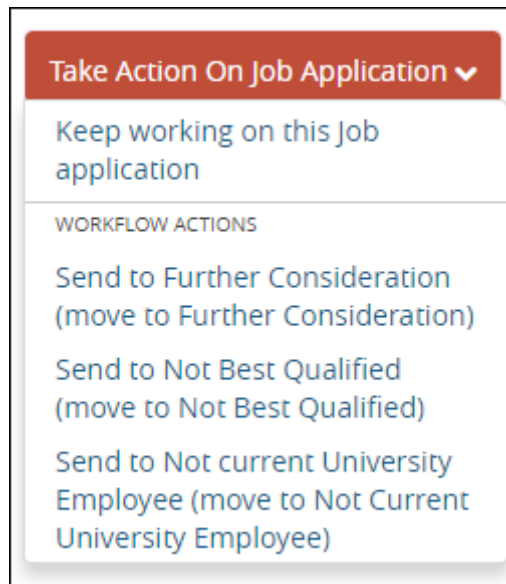 Take Action On Job Application
Keep working on this Job
application
WORKFLOW ACTIONS
Send to Further Consideration
(move to Further Consideration)
Send to Not Best Qualified
(move to Not Best Qualified)
Send to Not current University
Employee (move to Not Current
University Employee)